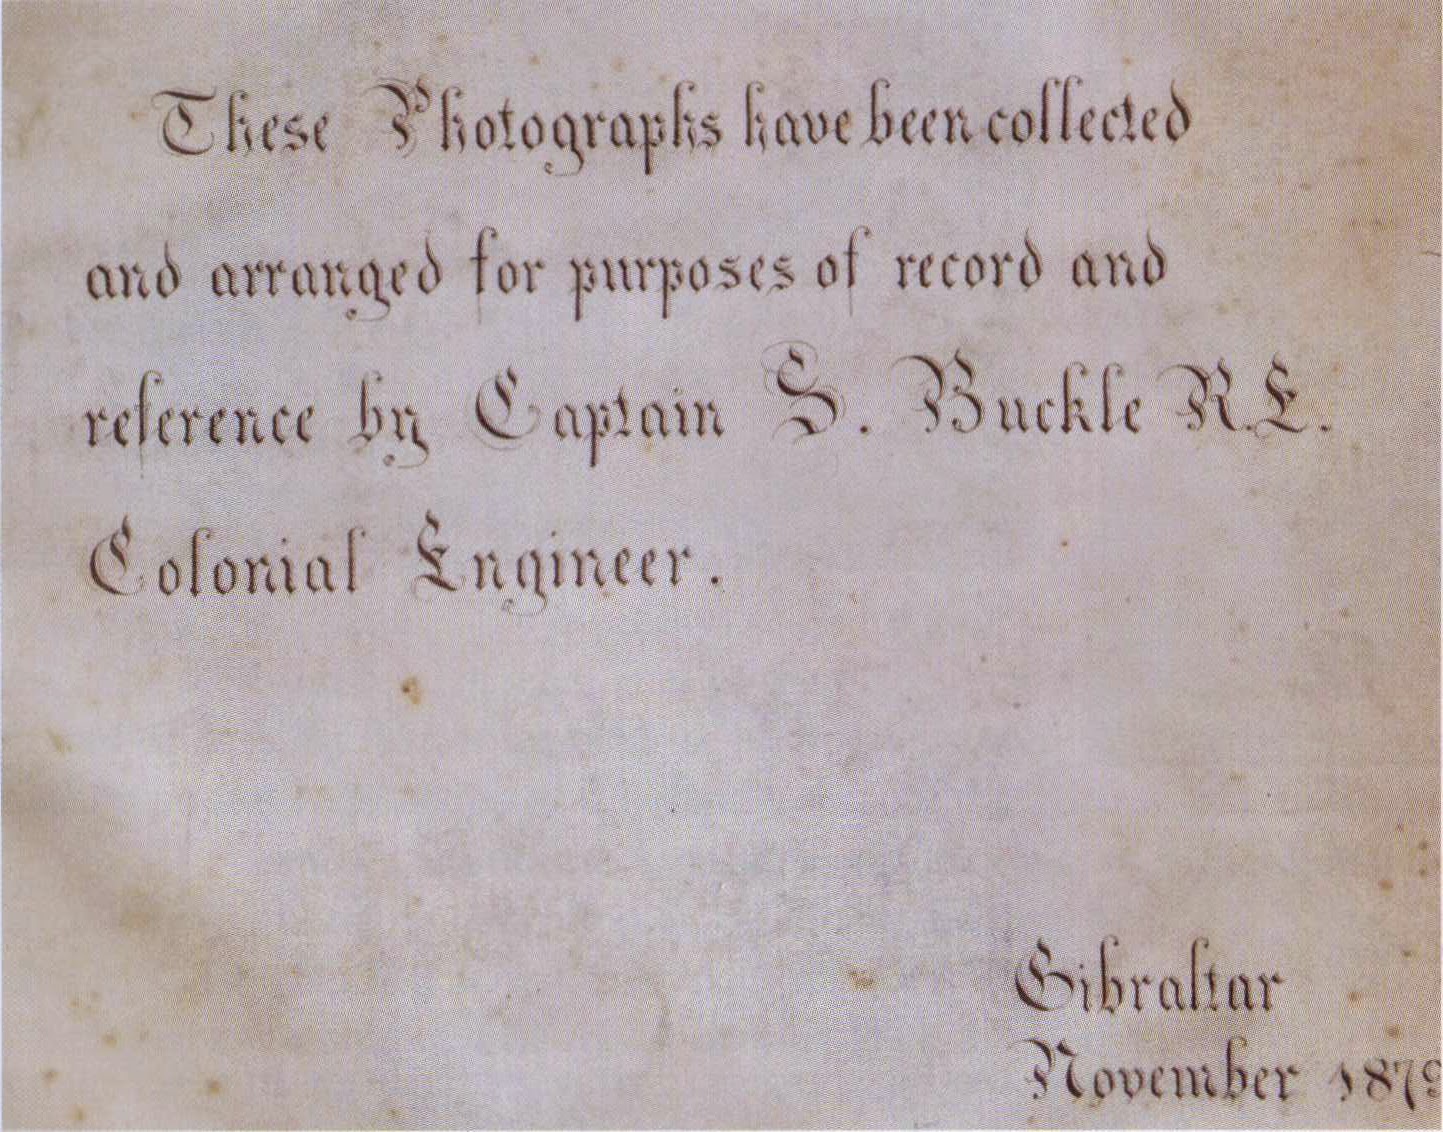 These Photographs have been collected
and arranged for purposes of record and
reference by Captain S. Buckle R.E.
Colonial Engineer.
Gibraltar
November 1879